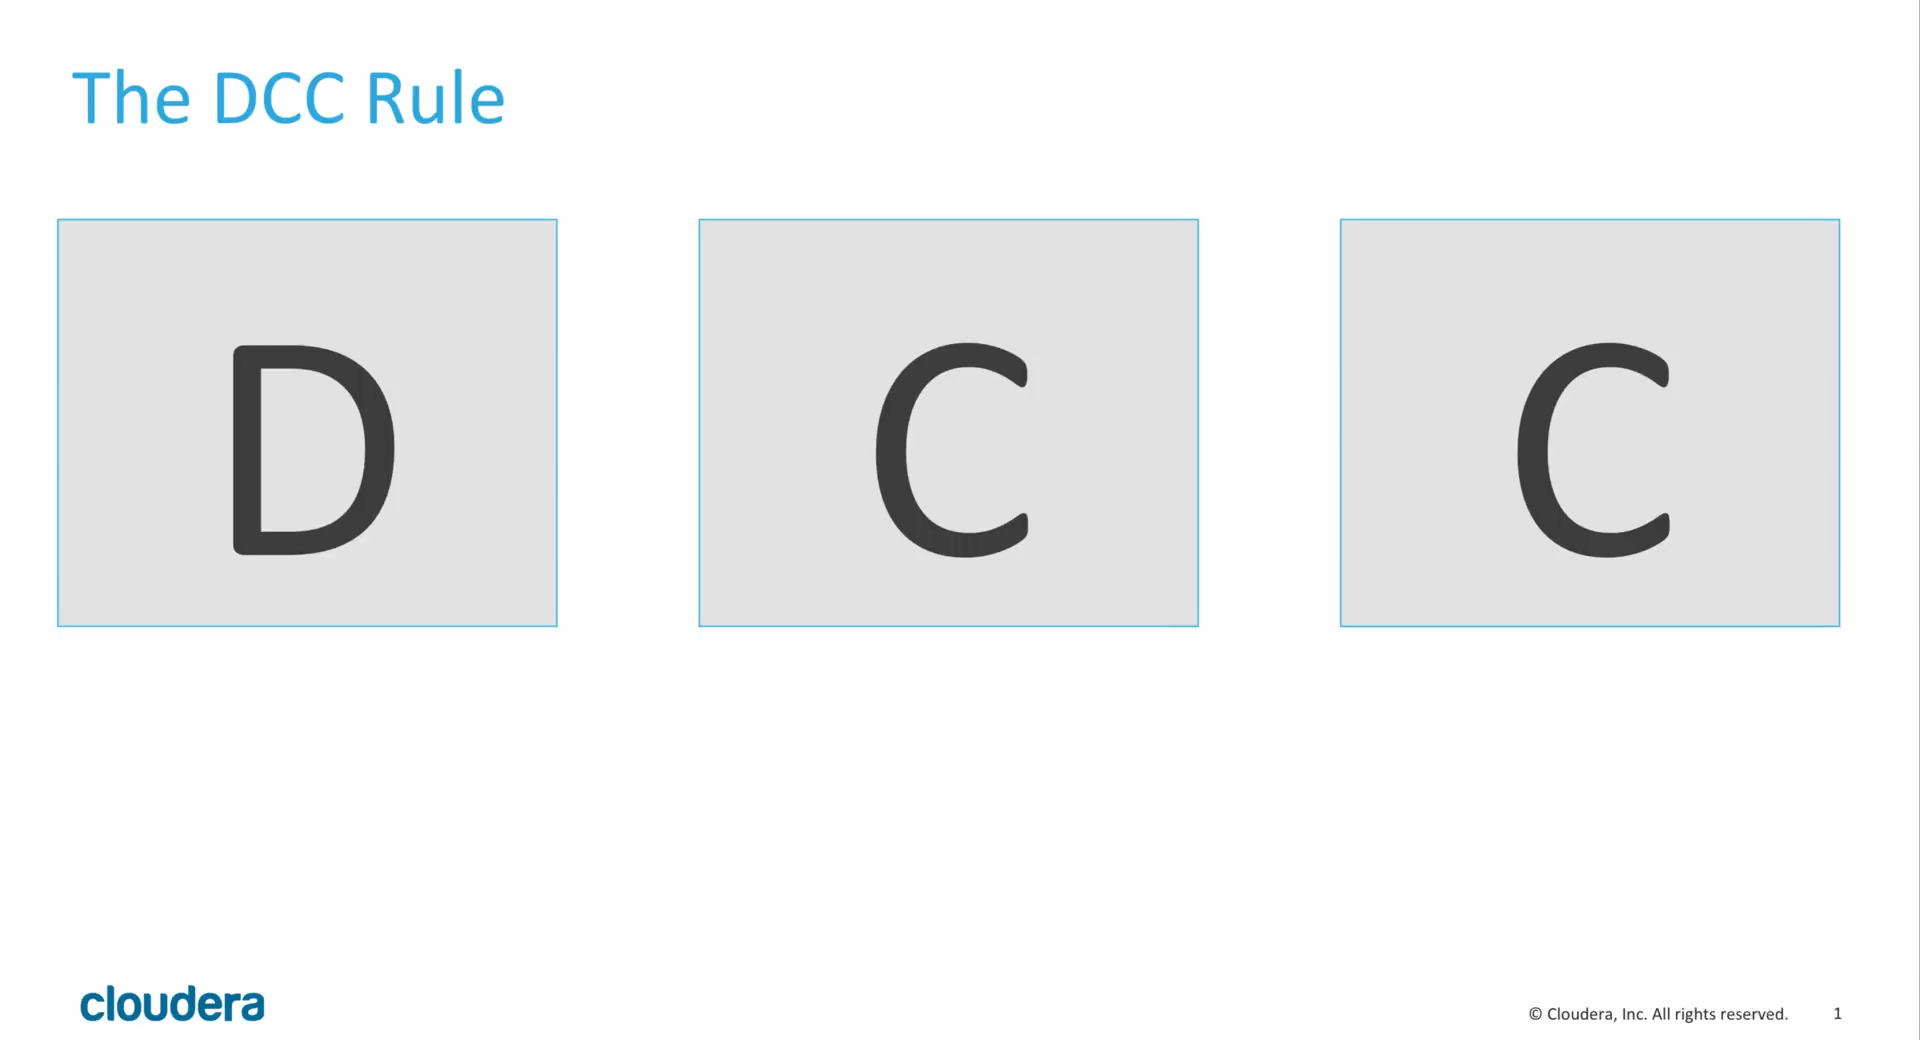 The DCC Rule
D
C
C
cloudera
© Cloudera, Inc. All rights reserved.
1